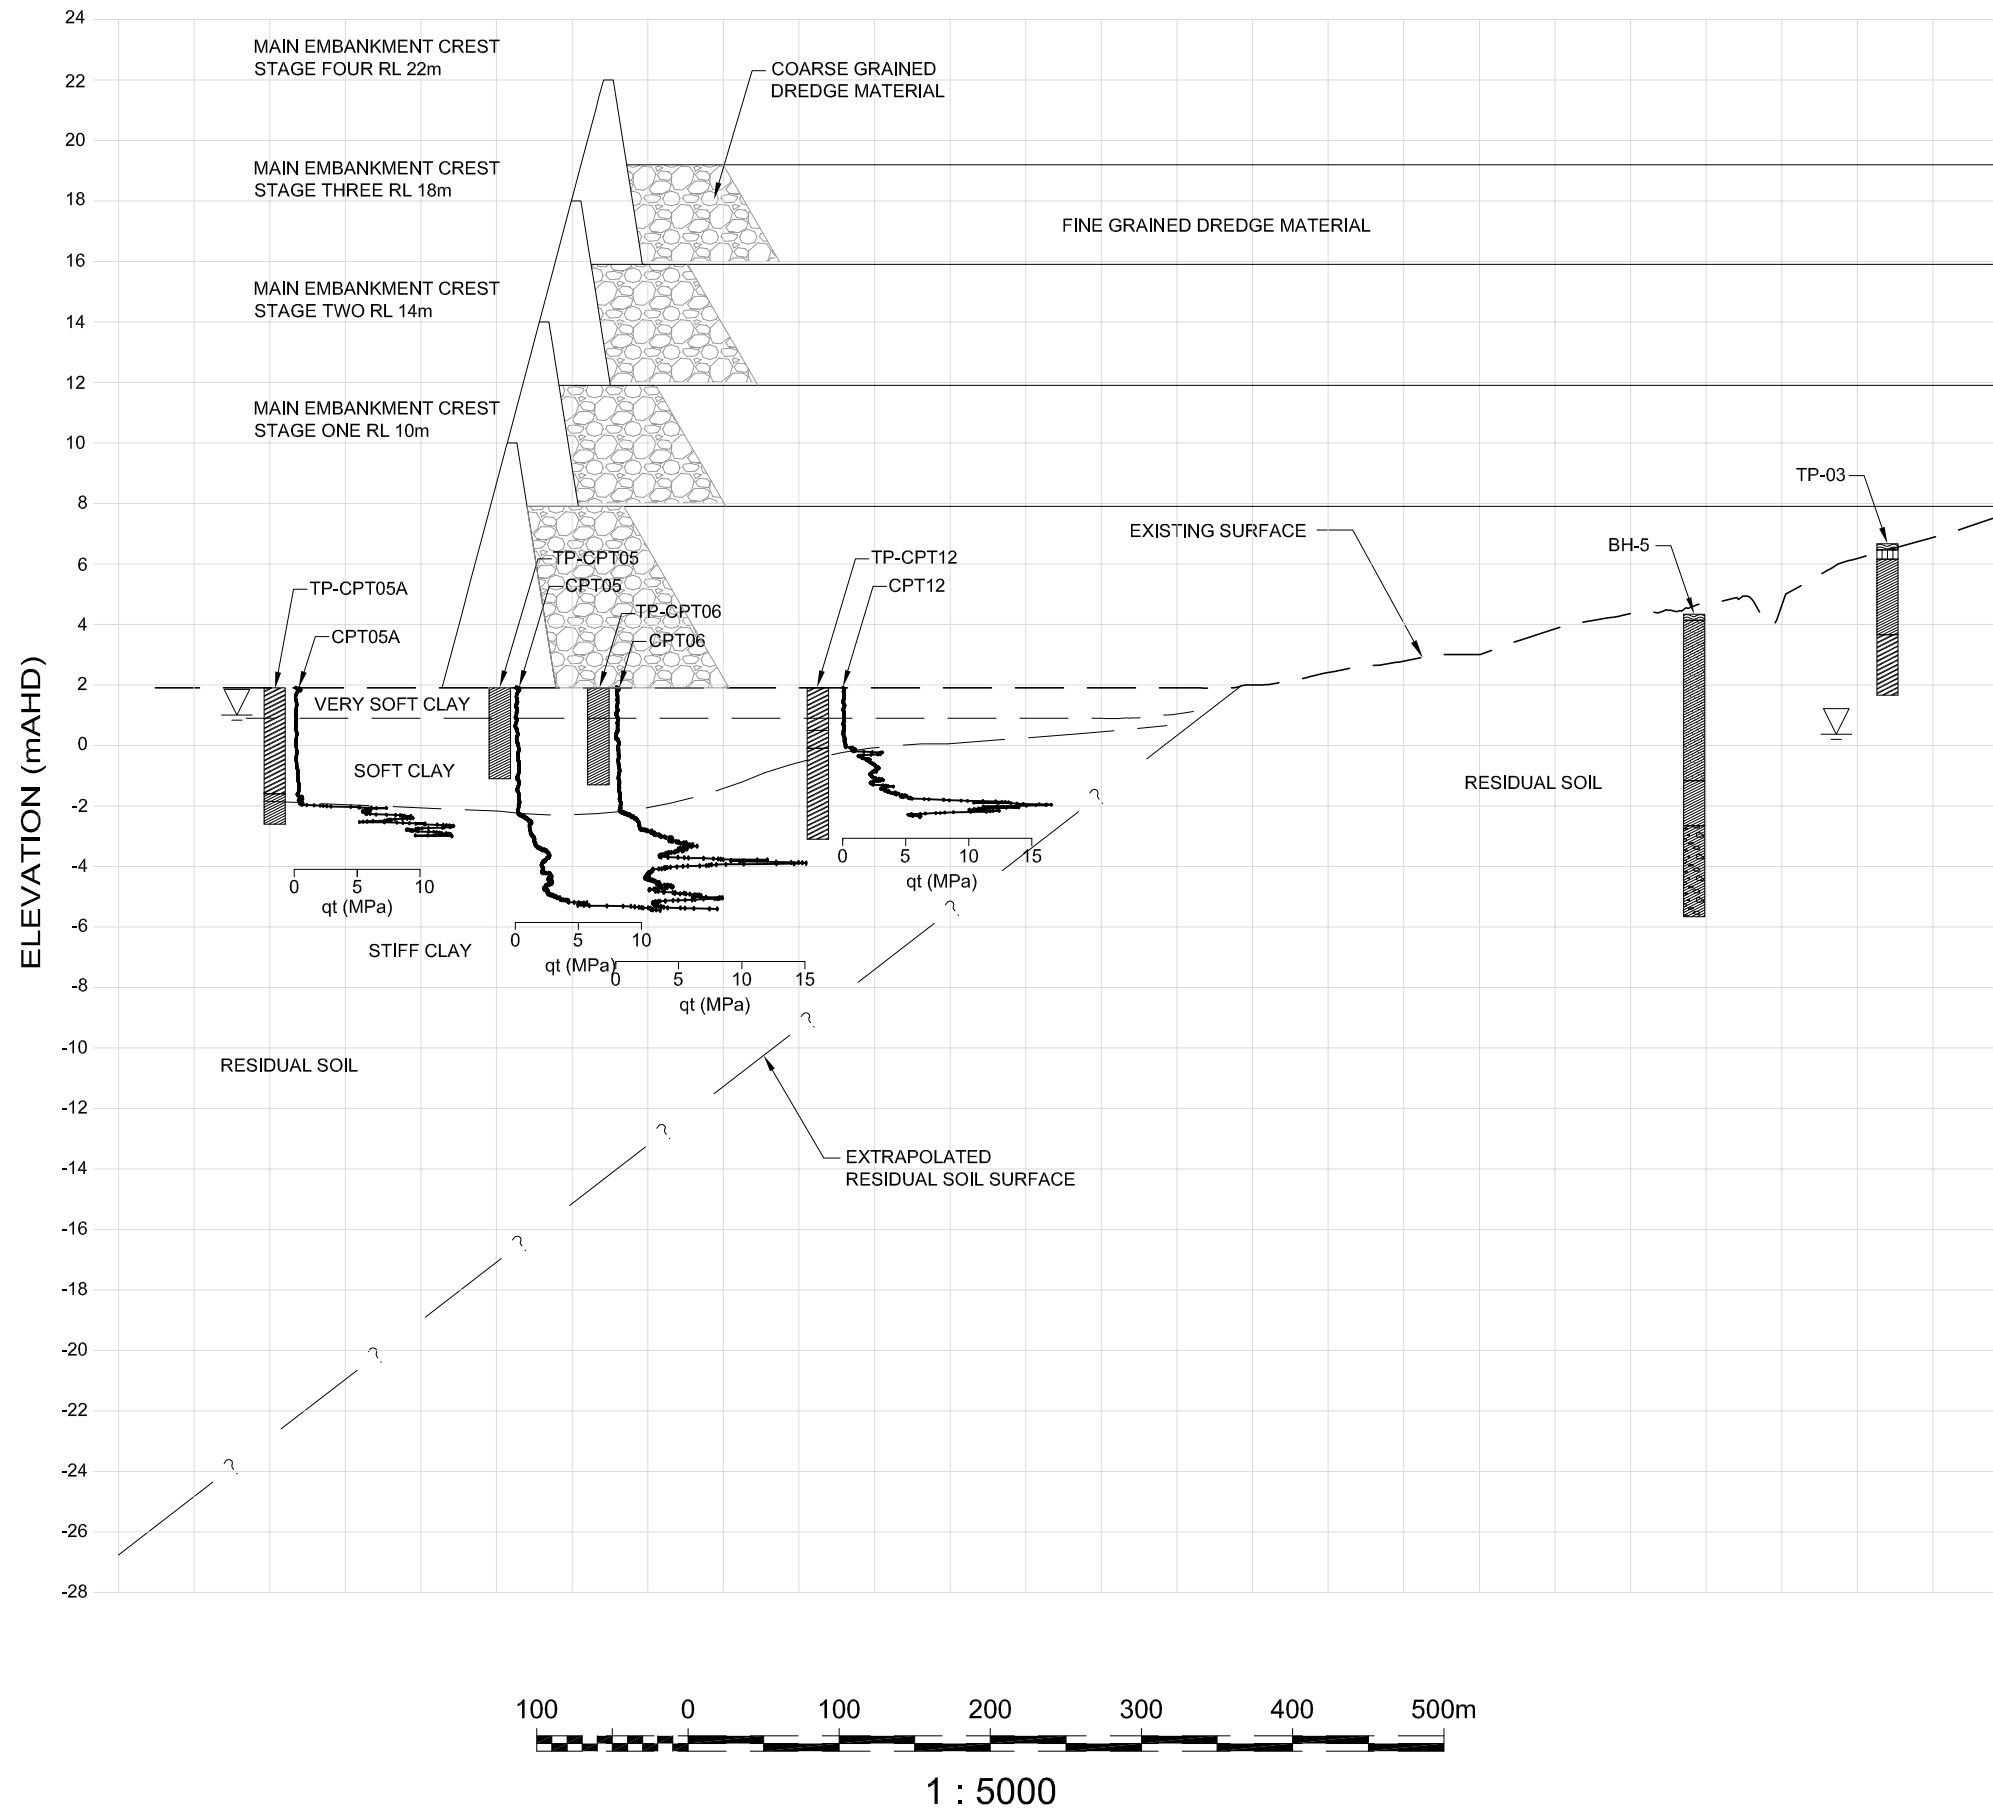 24
MAIN EMBANKMENT CREST
STAGE FOUR RL 22m
COARSE GRAINED
DREDGE MATERIAL
22
20
MAIN EMBANKMENT CREST
STAGE THREE RL 18m
18
FINE GRAINED DREDGE MATERIAL
16
MAIN EMBANKMENT CREST
STAGE TWO RL 14m
14
12
MAIN EMBANKMENT CREST
STAGE ONE RL 10m
10
TP-03
8
EXISTING SURFACE
BH-5
TP-CPT05
TP-CPT12
6
CPT05
CPT12
TP-CPT05A
TP-CPT06
4
CPT05A
CPT06
2
VERY SOFT CLAY
0
SOFT CLAY
RESIDUAL SOIL
?
-2
0 5 10 15
qt (MPa)
-4
0 5 10
qt (MPa)
?
-6
0 5 10
qt (MPa)
STIFF CLAY
0 5 10 15
qt (MPa)
-8
?
-10
RESIDUAL SOIL
-12
?
EXTRAPOLATED
RESIDUAL SOIL SURFACE
-14
-16
?
-18
-20
?
-22
-24
?
-26
-28
ELEVATION (mAHD)
100 0 100 200 300 400 500m
1 : 5000